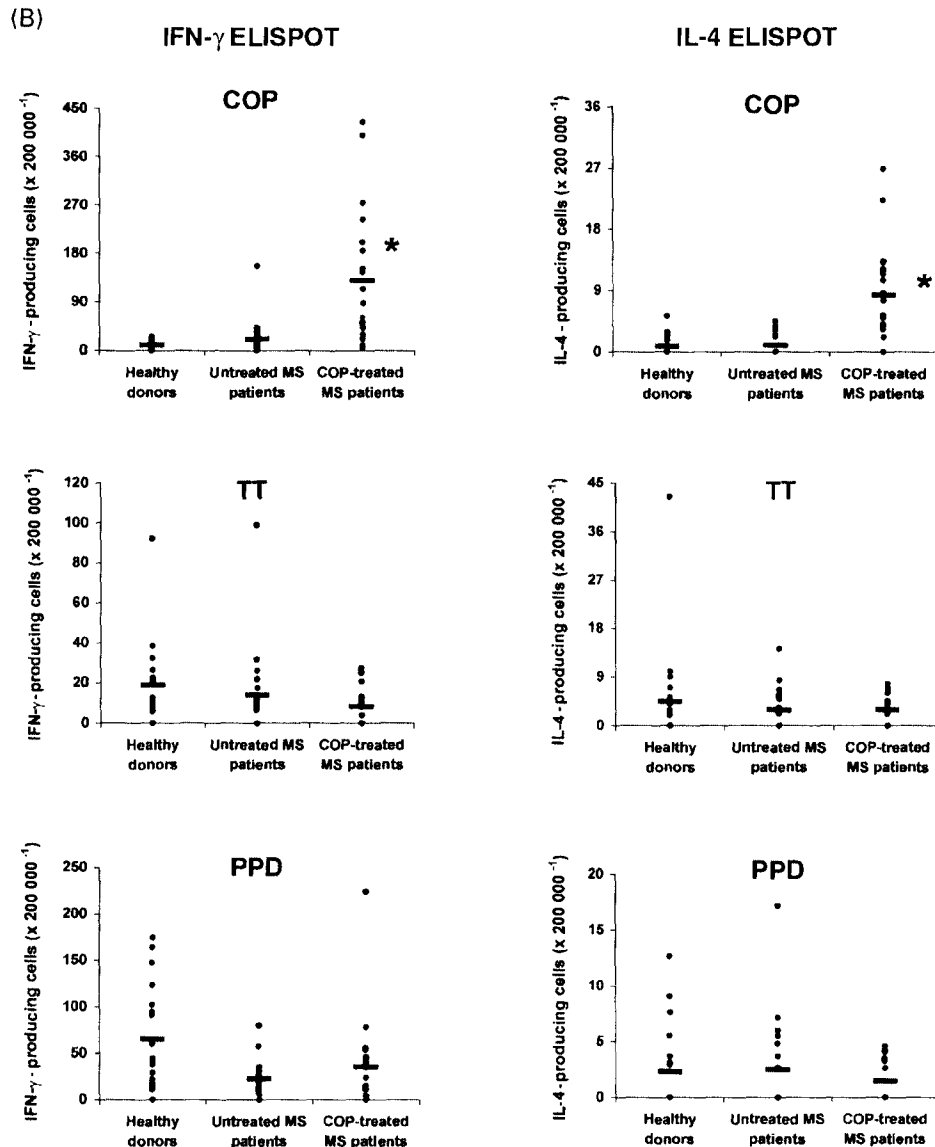 (B)
IFN-γ ELISPOT
IL-4 ELISPOT
COP
IFN-γ - producing cells (x 200 000 ⁻¹)
450
360
270
180
90
0
*
Healthy donors
Untreated MS patients
COP-treated MS patients
COP
IL-4 - producing cells (x 200 000 ⁻¹)
36
27
18
9
0
*
Healthy donors
Untreated MS patients
COP-treated MS patients
TT
IFN-γ - producing cells (x 200 000 ⁻¹)
120
100
80
60
40
20
0
Healthy donors
Untreated MS patients
COP-treated MS patients
TT
IL-4 - producing cells (x 200 000 ⁻¹)
45
36
27
18
9
0
Healthy donors
Untreated MS patients
COP-treated MS patients
PPD
IFN-γ - producing cells (x 200 000 ⁻¹)
250
200
150
100
50
0
Healthy donors
Untreated MS patients
COP-treated MS patients
PPD
IL-4 - producing cells (x 200 000 ⁻¹)
20
15
10
5
0
Healthy donors
Untreated MS patients
COP-treated MS patients